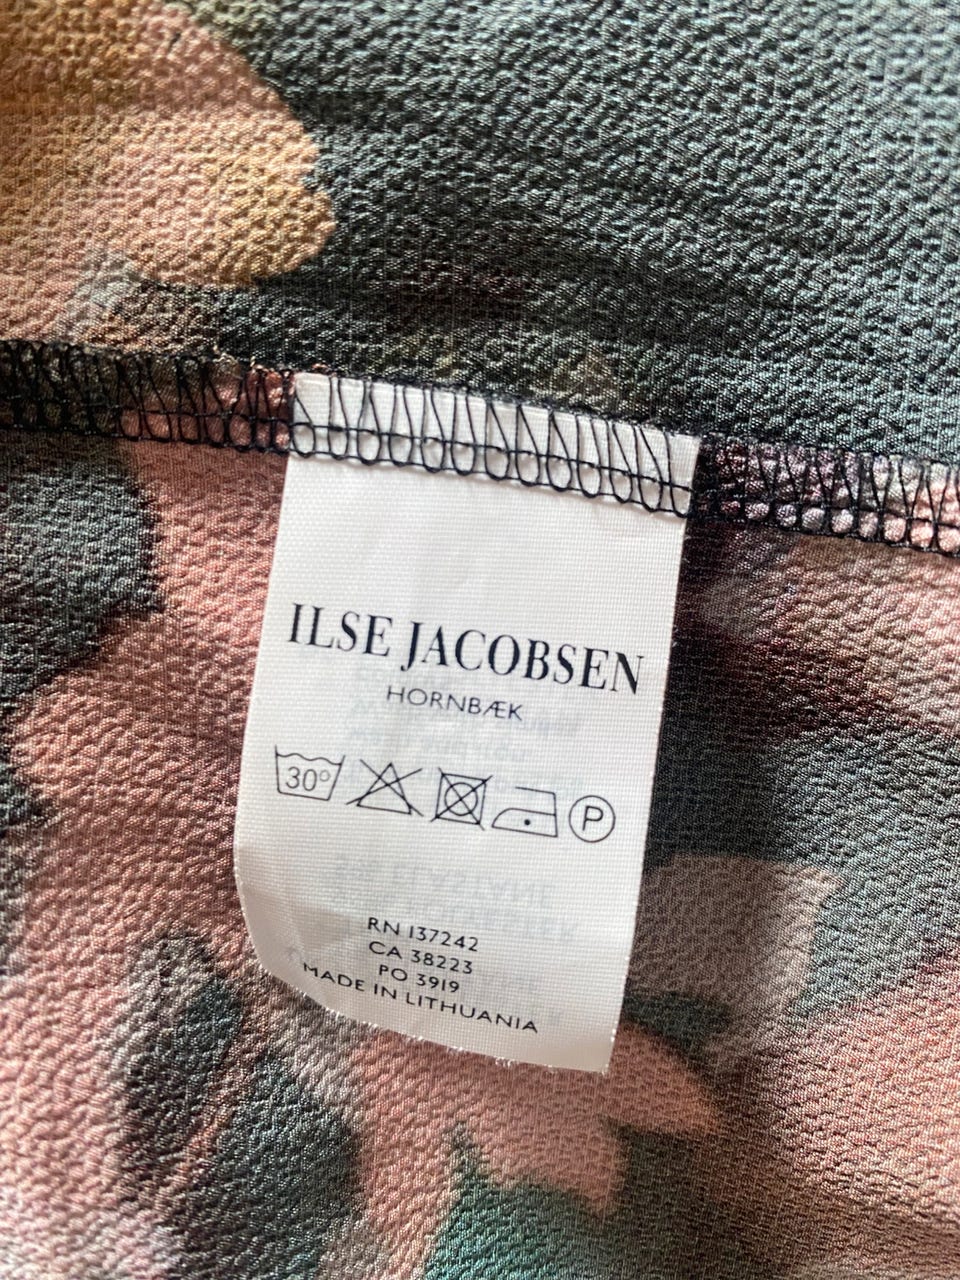 ILSE JACOBSEN
HORNBÆK
30° P
RN 137242
CA 38223
PO 3919
MADE IN LITHUANIA